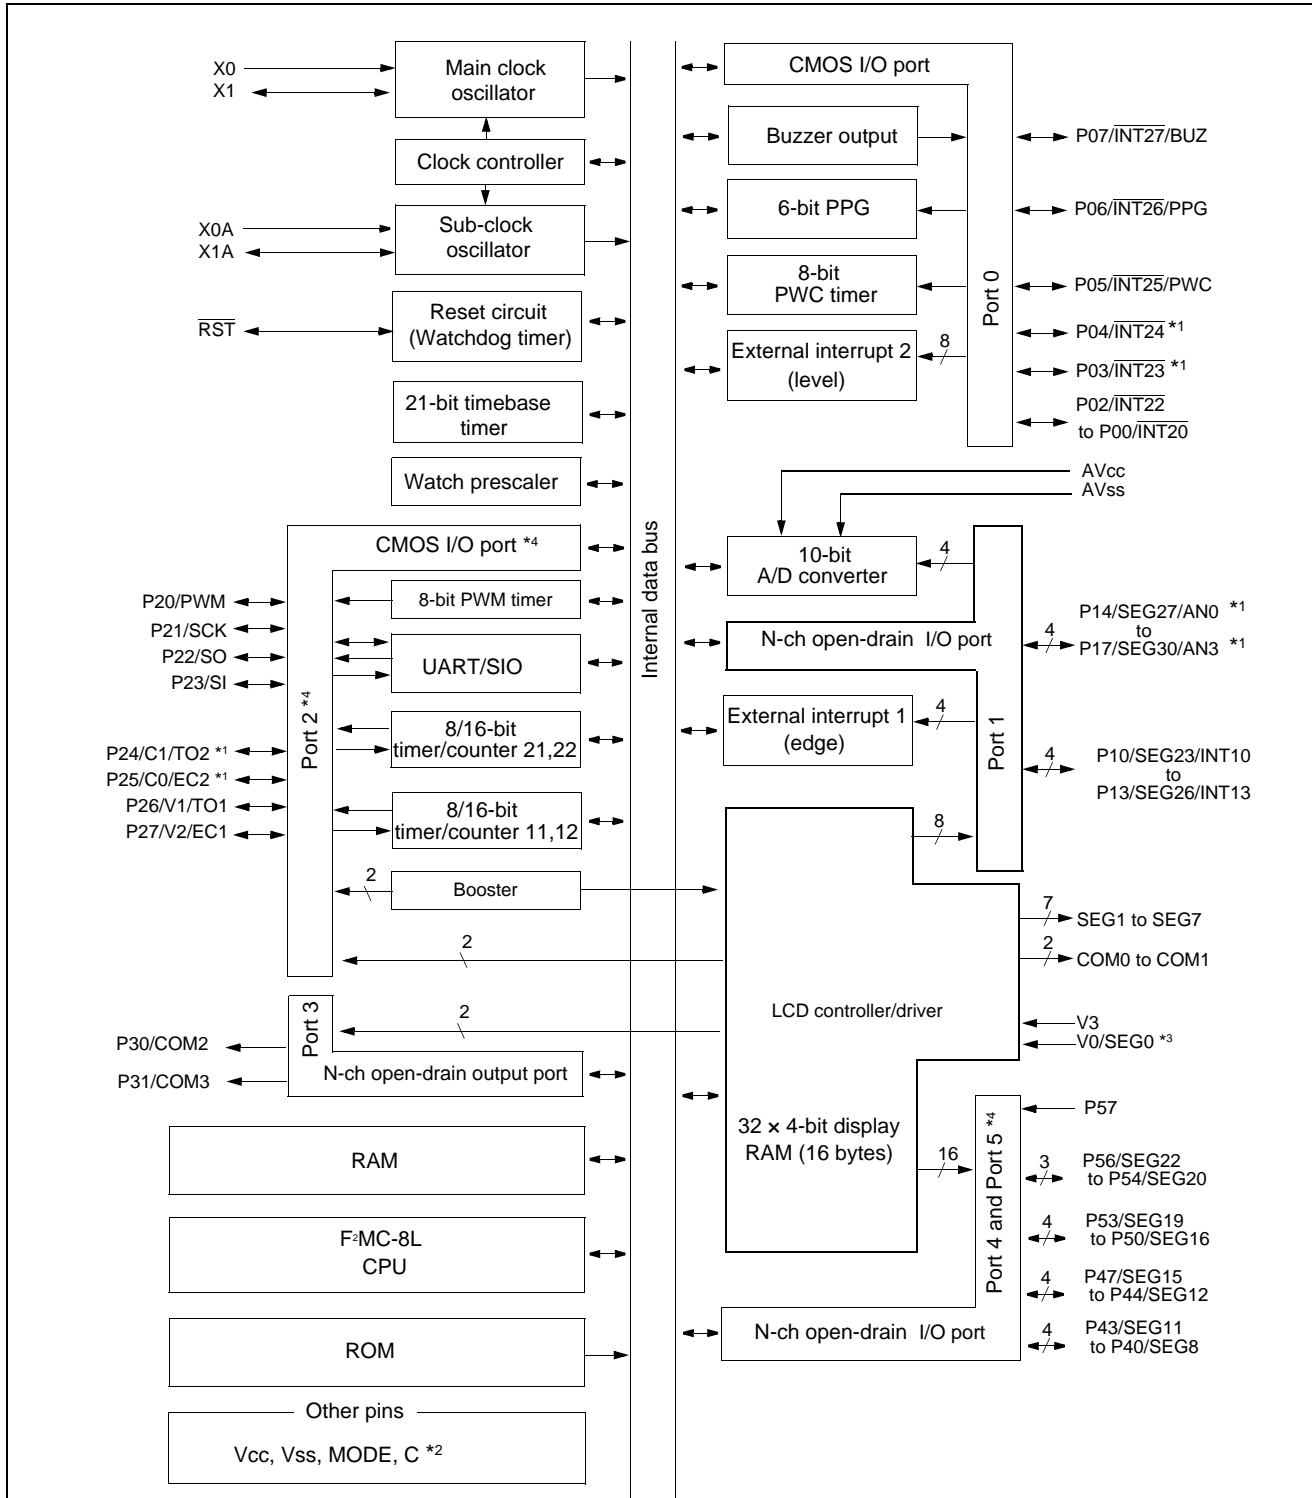 X0
X1
Main clock
oscillator
Clock controller
X0A
X1A
Sub-clock
oscillator
RST
Reset circuit
(Watchdog timer)
21-bit timebase
timer
Watch prescaler
CMOS I/O port *4
Port 2 *4
P20/PWM
P21/SCK
P22/SO
P23/SI
P24/C1/TO2 *1
P25/C0/EC2 *1
P26/V1/TO1
P27/V2/EC1
8-bit PWM timer
UART/SIO
8/16-bit
timer/counter 21,22
8/16-bit
timer/counter 11,12
2
Booster
2
2
Port 3
P30/COM2
P31/COM3
N-ch open-drain output port
RAM
F²MC-8L
CPU
ROM
Other pins
Vcc, Vss, MODE, C *2
Internal data bus
CMOS I/O port
Port 0
Buzzer output
P07/INT27/BUZ
6-bit PPG
P06/INT26/PPG
8-bit
PWC timer
P05/INT25/PWC
External interrupt 2
(level)
8
P04/INT24 *1
P03/INT23 *1
P02/INT22
to P00/INT20
AVcc
AVss
10-bit
A/D converter
4
N-ch open-drain I/O port
Port 1
4
P14/SEG27/AN0 *1
to
P17/SEG30/AN3 *1
External interrupt 1
(edge)
4
4
P10/SEG23/INT10
to
P13/SEG26/INT13
8
LCD controller/driver
7
SEG1 to SEG7
2
COM0 to COM1
V3
V0/SEG0 *3
32 × 4-bit display
RAM (16 bytes)
16
Port 4 and Port 5 *4
P57
3
P56/SEG22
to P54/SEG20
4
P53/SEG19
to P50/SEG16
4
P47/SEG15
to P44/SEG12
4
P43/SEG11
to P40/SEG8
N-ch open-drain I/O port